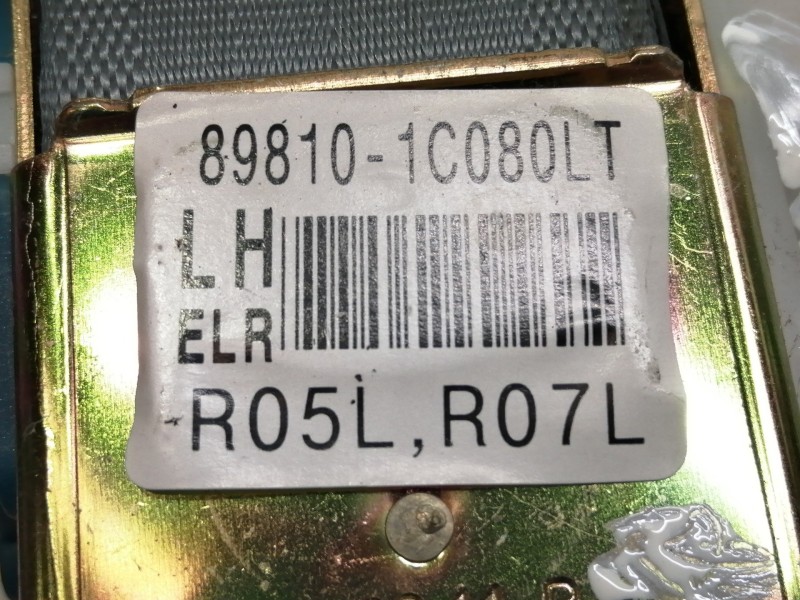 89810-1C080LT
LH
ELR
R05L, R07L